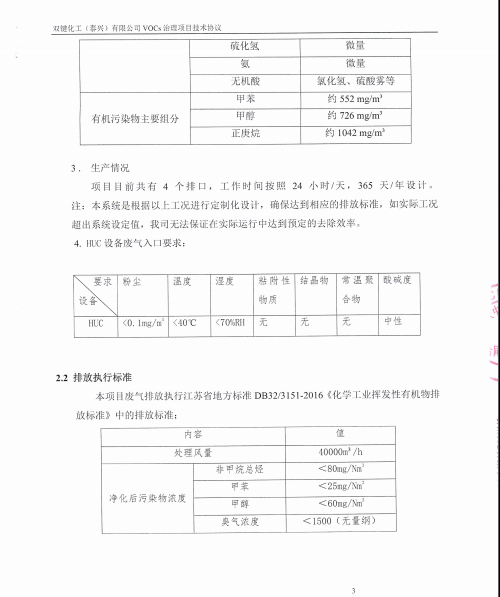 双键化工（泰兴）有限公司 VOCs 治理项目技术协议
硫化氢 微量
氨 微量
无机酸 氯化氢、硫酸雾等
有机污染物主要组分
甲苯 约 552 mg/m³
甲醇 约 726 mg/m³
正庚烷 约 1042 mg/m³
3． 生产情况
项目目前共有 4 个排口，工作时间按照 24 小时/天，365 天/年设计。
注：本系统是根据以上工况进行定制化设计，确保达到相应的排放标准，如实际工况
超出系统设定值，我司无法保证在实际运行中达到预定的去除效率。
4. HUC 设备废气入口要求：
要求 粉尘 温度 湿度 粘附性 结晶物 常温聚 酸碱度
设备 物质 合物
HUC <0.1mg/m³ <40℃ <70%RH 无 无 无 中性
2.2 排放执行标准
本项目废气排放执行江苏省地方标准 DB32/3151-2016《化学工业挥发性有机物排
放标准》中的排放标准；
内容 值
处理风量 40000m³/h
净化后污染物浓度
非甲烷总烃 ＜80mg/Nm³
甲苯 ＜25mg/Nm³
甲醇 ＜60mg/Nm³
臭气浓度 ＜1500（无量纲）
3